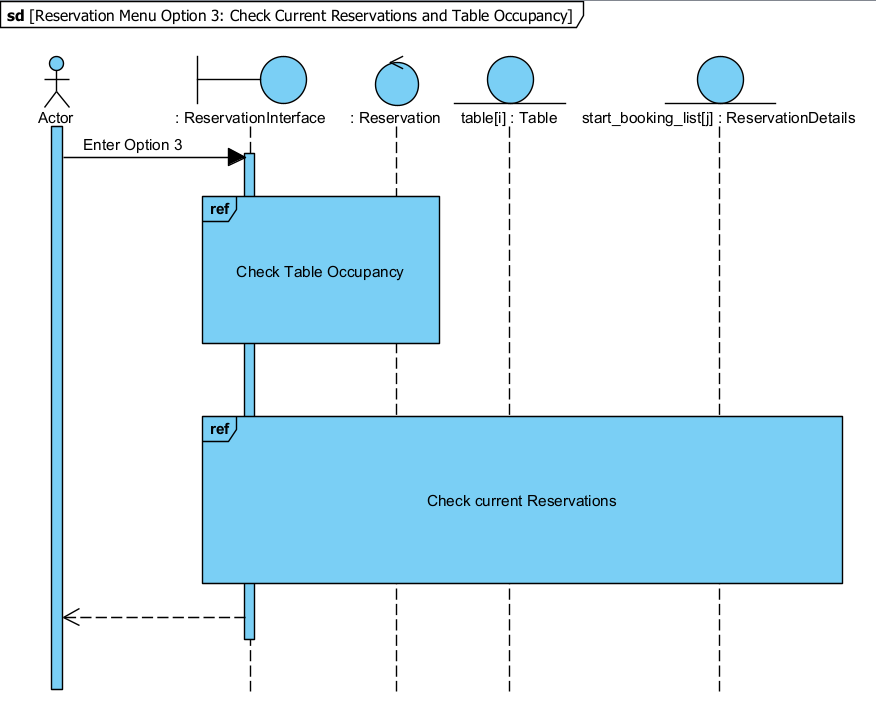 sd [Reservation Menu Option 3: Check Current Reservations and Table Occupancy]
Actor
: ReservationInterface
: Reservation
table[i] : Table
start_booking_list[j] : ReservationDetails
Enter Option 3
ref
Check Table Occupancy
ref
Check current Reservations